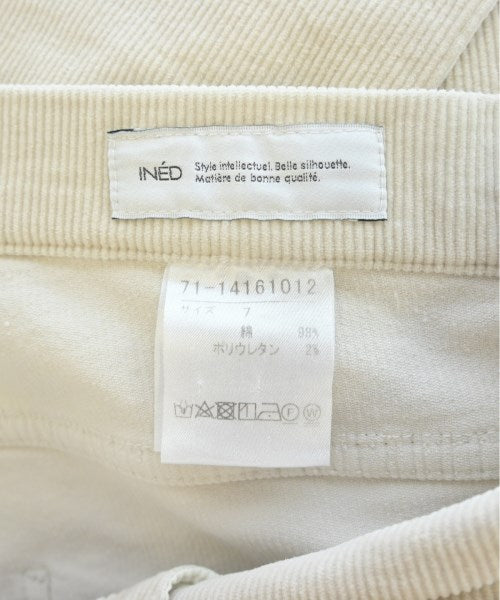 INÉD
Style intellectuel. Belle silhouette.
Matière de bonne qualité.
71-14161012
サイズ 7
綿 98%
ポリウレタン 2%
F W